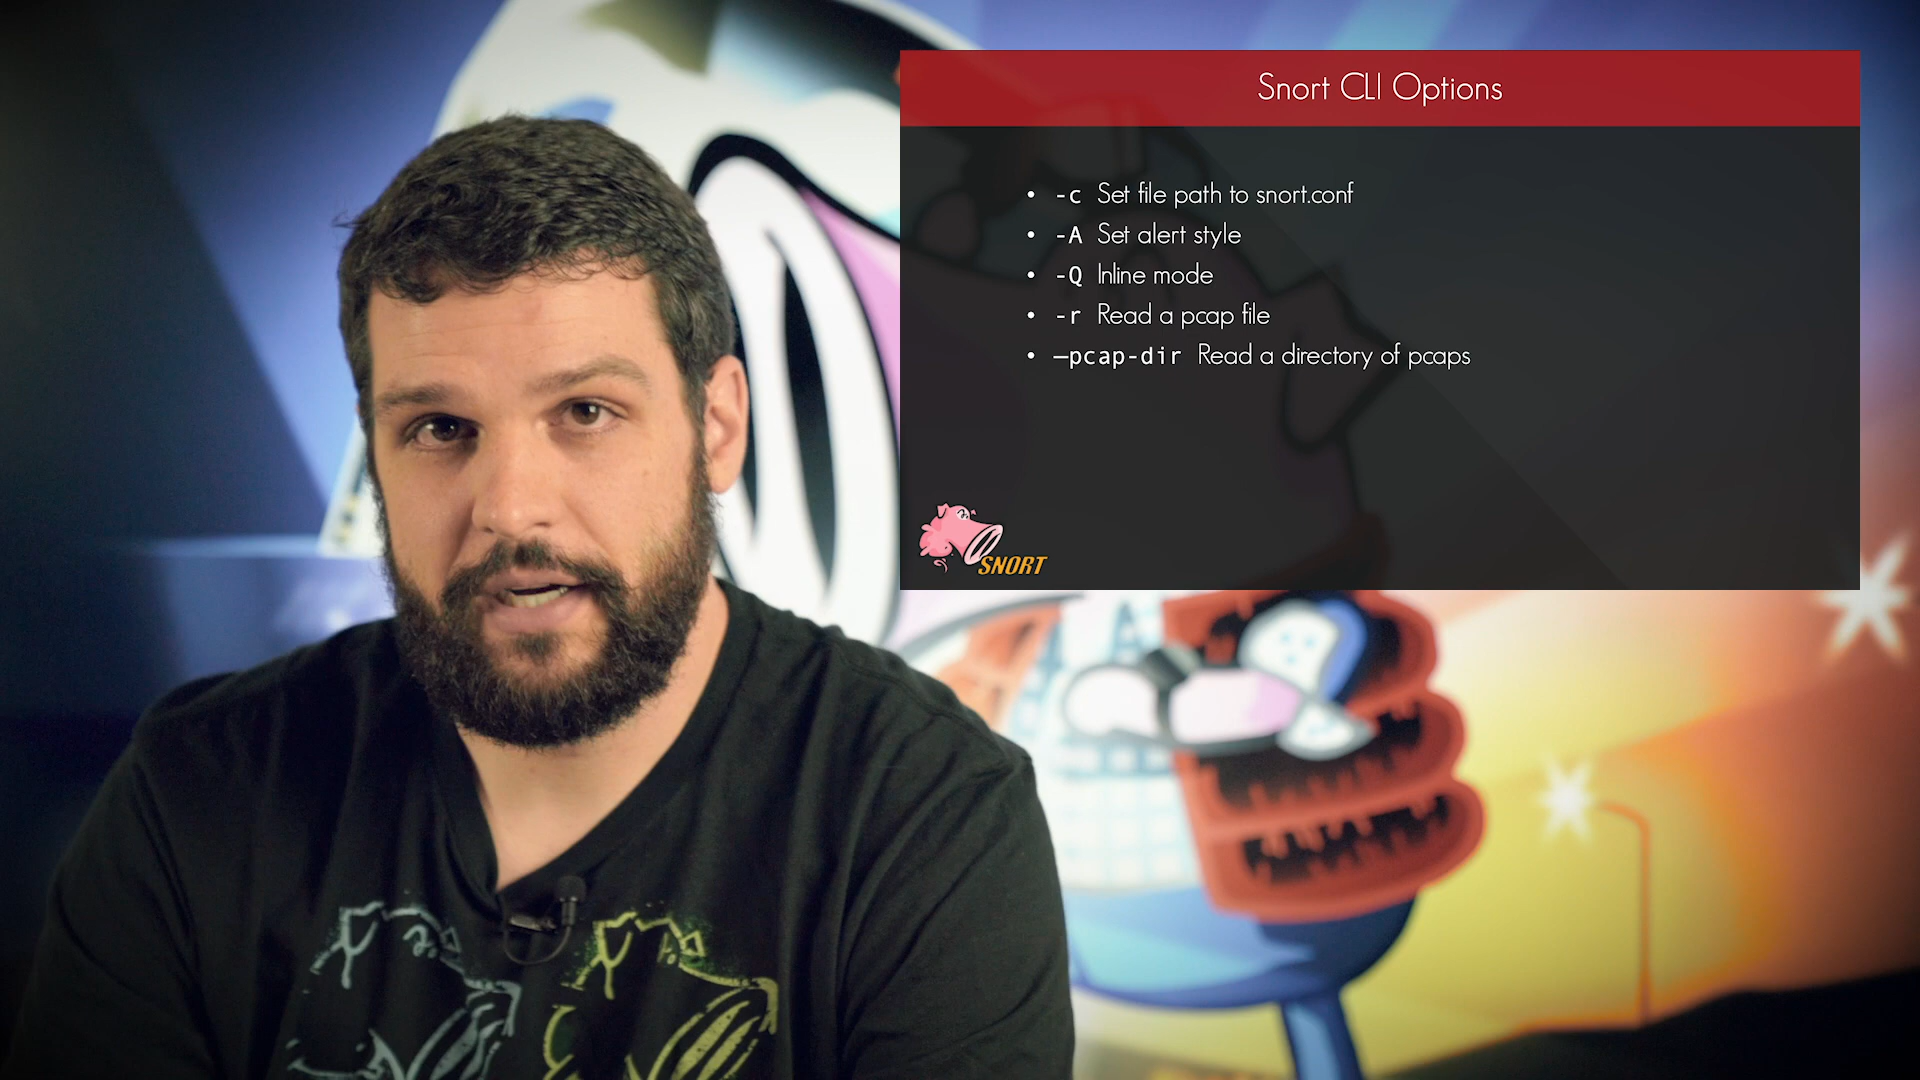 Snort CLI Options
• -c Set file path to snort.conf
• -A Set alert style
• -Q Inline mode
• -r Read a pcap file
• —pcap-dir Read a directory of pcaps
SNORT